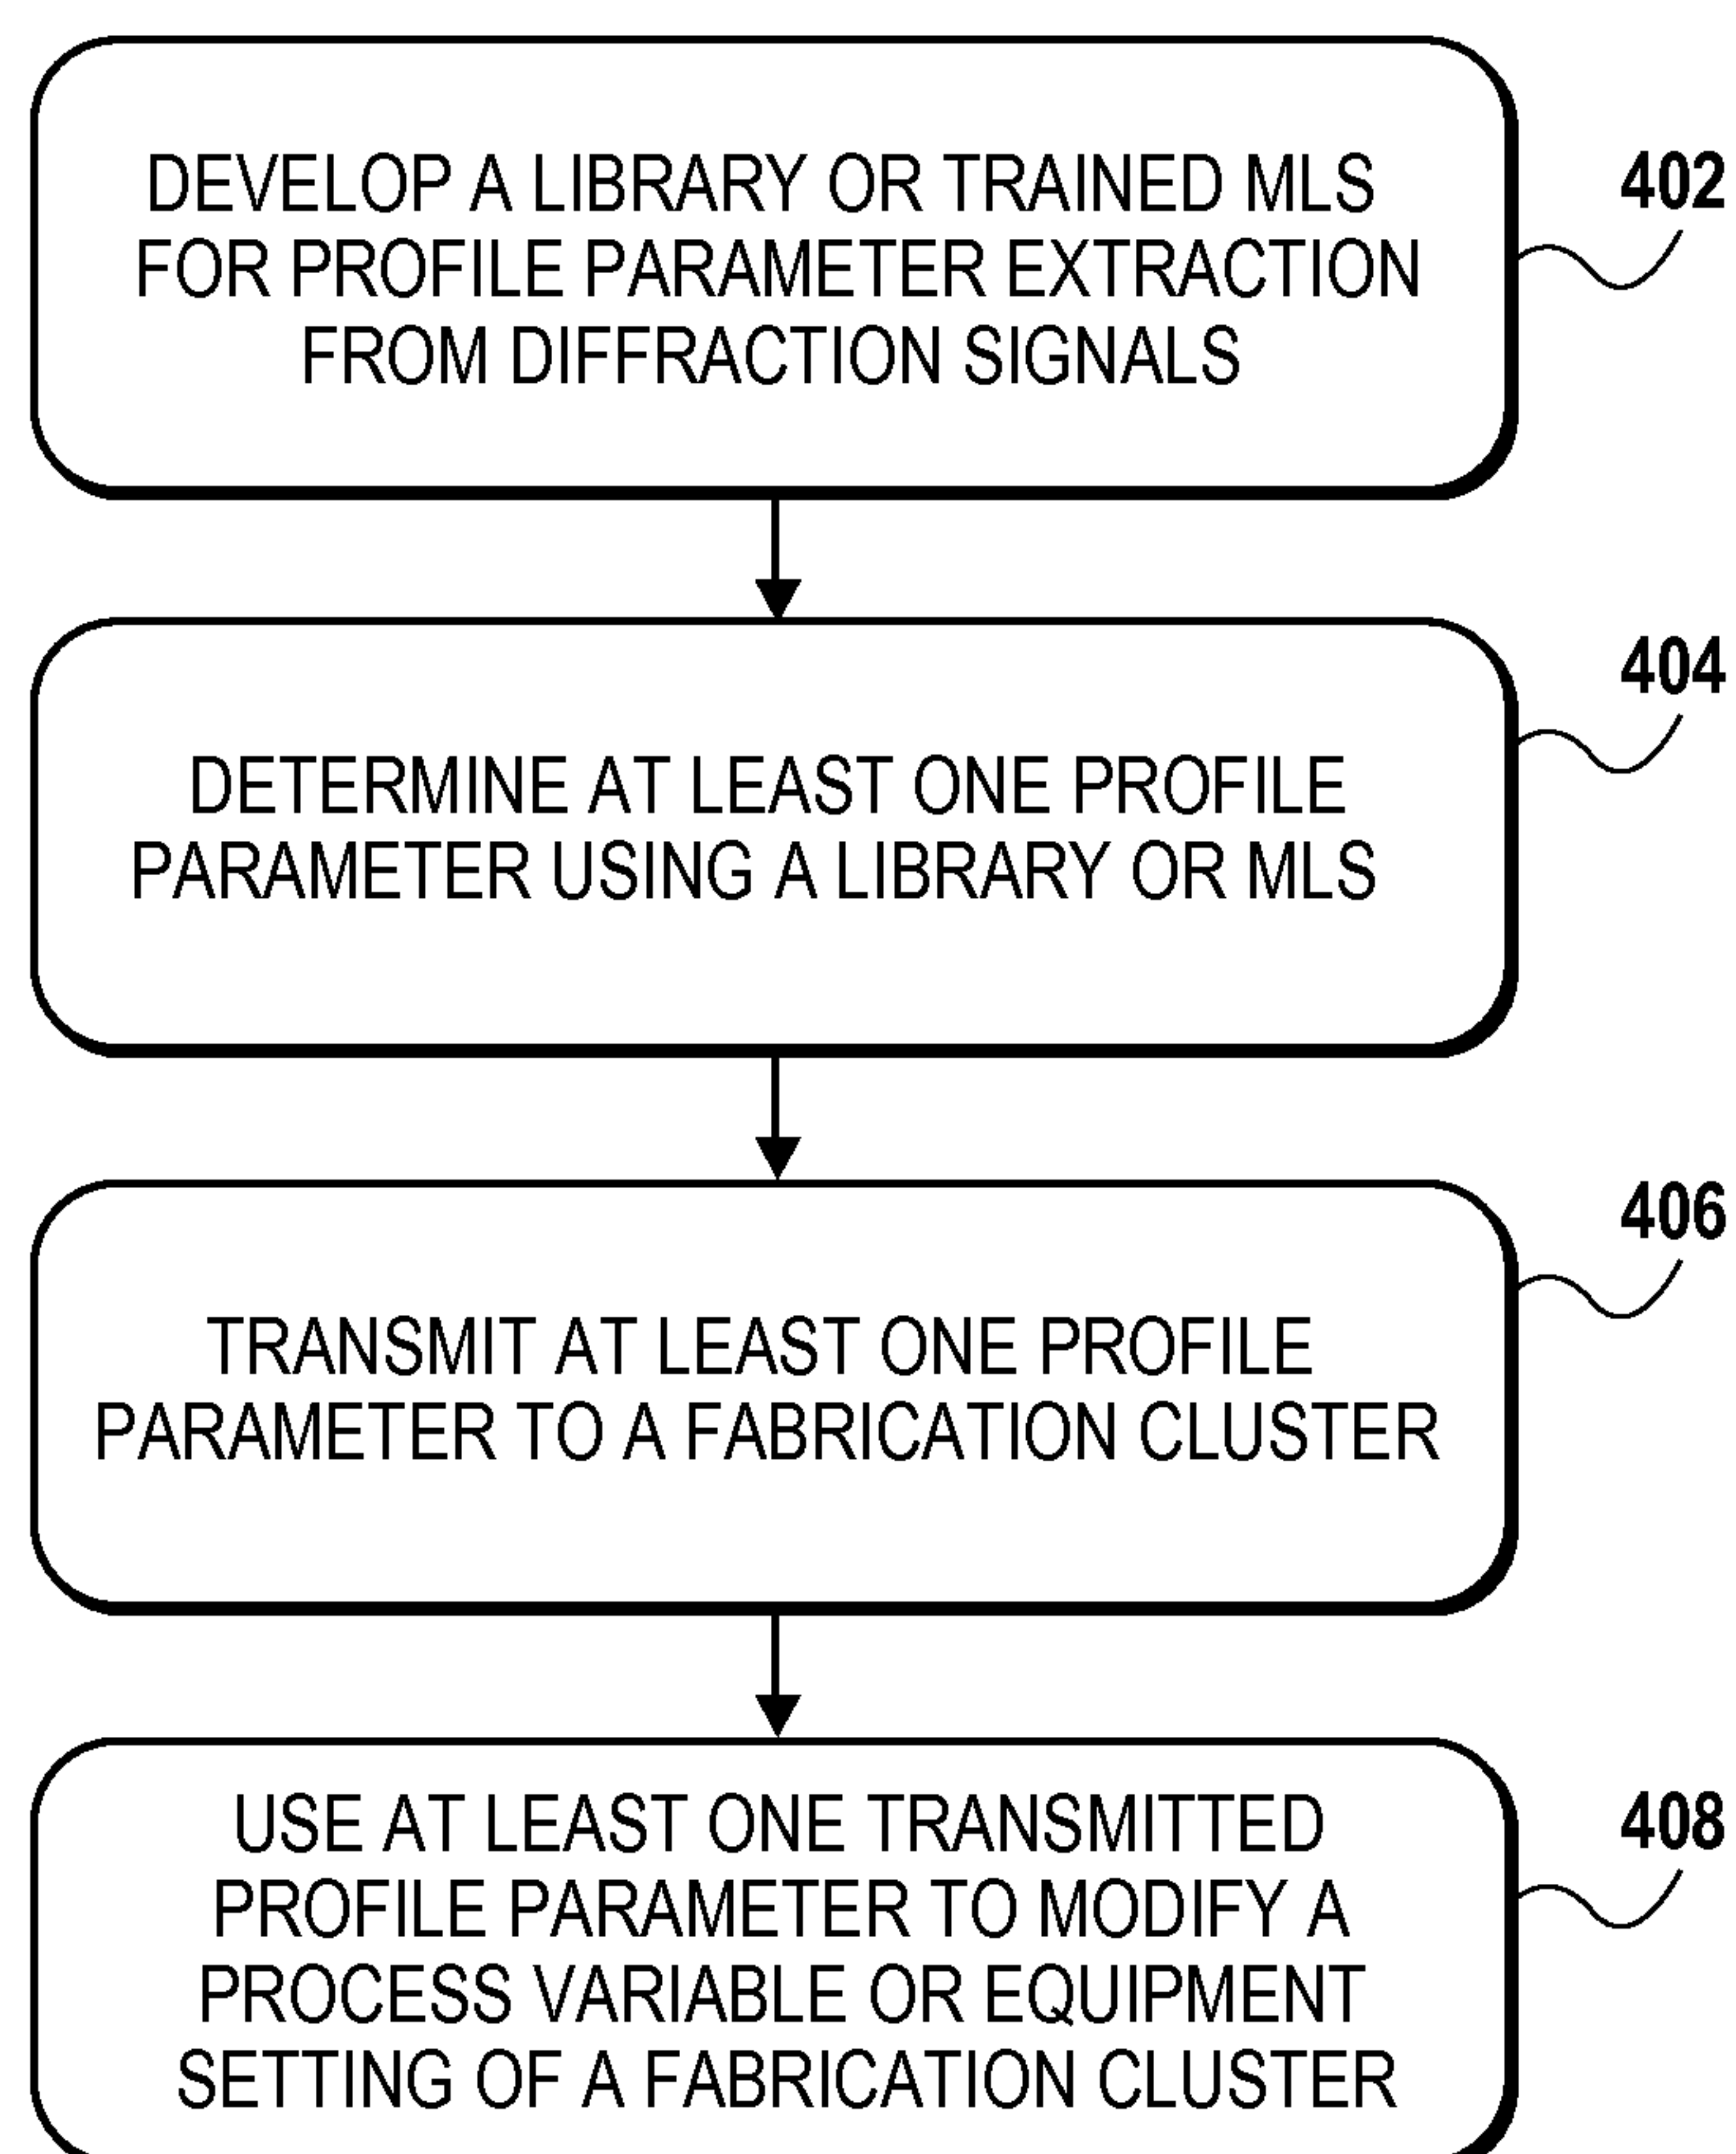 DEVELOP A LIBRARY OR TRAINED MLS
FOR PROFILE PARAMETER EXTRACTION
FROM DIFFRACTION SIGNALS
402
DETERMINE AT LEAST ONE PROFILE
PARAMETER USING A LIBRARY OR MLS
404
TRANSMIT AT LEAST ONE PROFILE
PARAMETER TO A FABRICATION CLUSTER
406
USE AT LEAST ONE TRANSMITTED
PROFILE PARAMETER TO MODIFY A
PROCESS VARIABLE OR EQUIPMENT
SETTING OF A FABRICATION CLUSTER
408